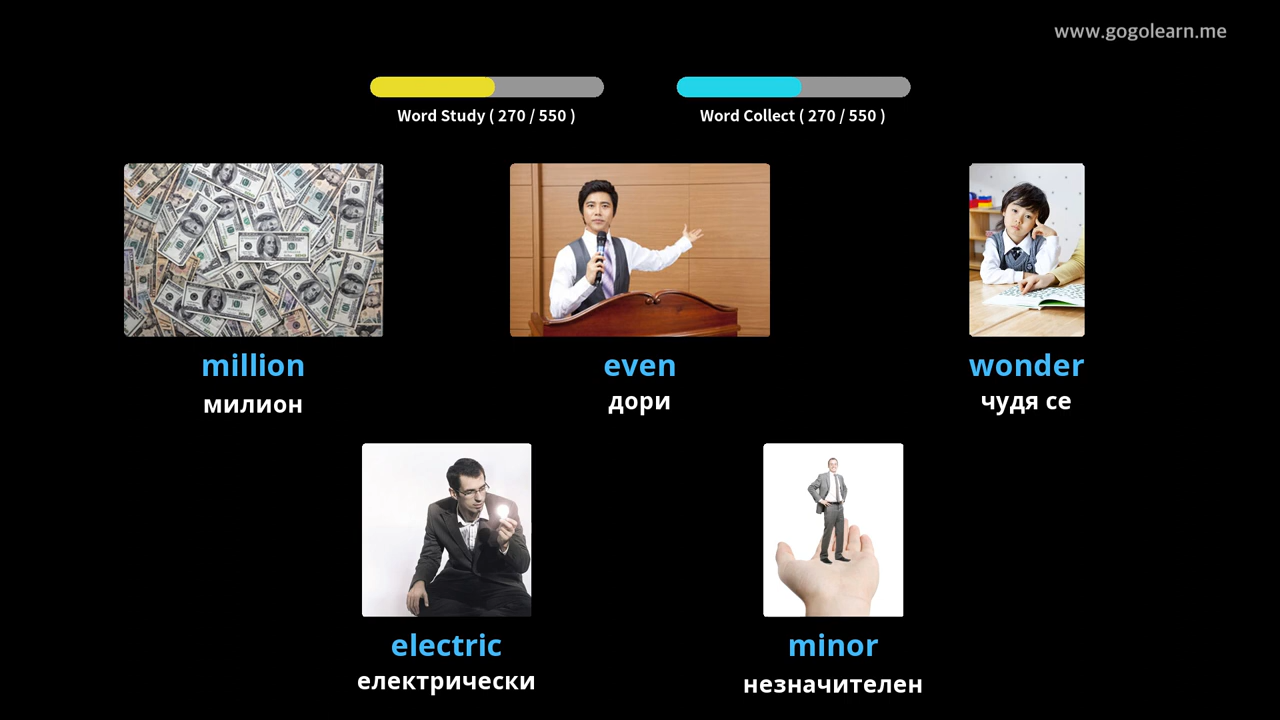 www.gogolearn.me
Word Study ( 270 / 550 )
Word Collect ( 270 / 550 )
million
милион
even
дори
wonder
чудя се
electric
електрически
minor
незначителен